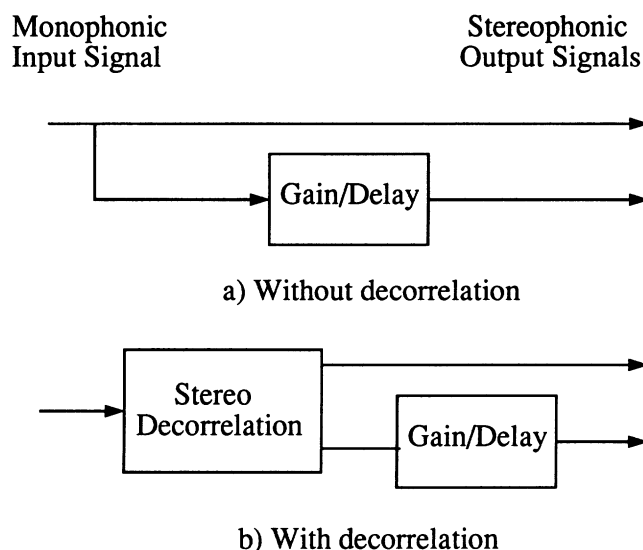 Monophonic
Input Signal
Stereophonic
Output Signals
Gain/Delay
a) Without decorrelation
Stereo
Decorrelation
Gain/Delay
b) With decorrelation